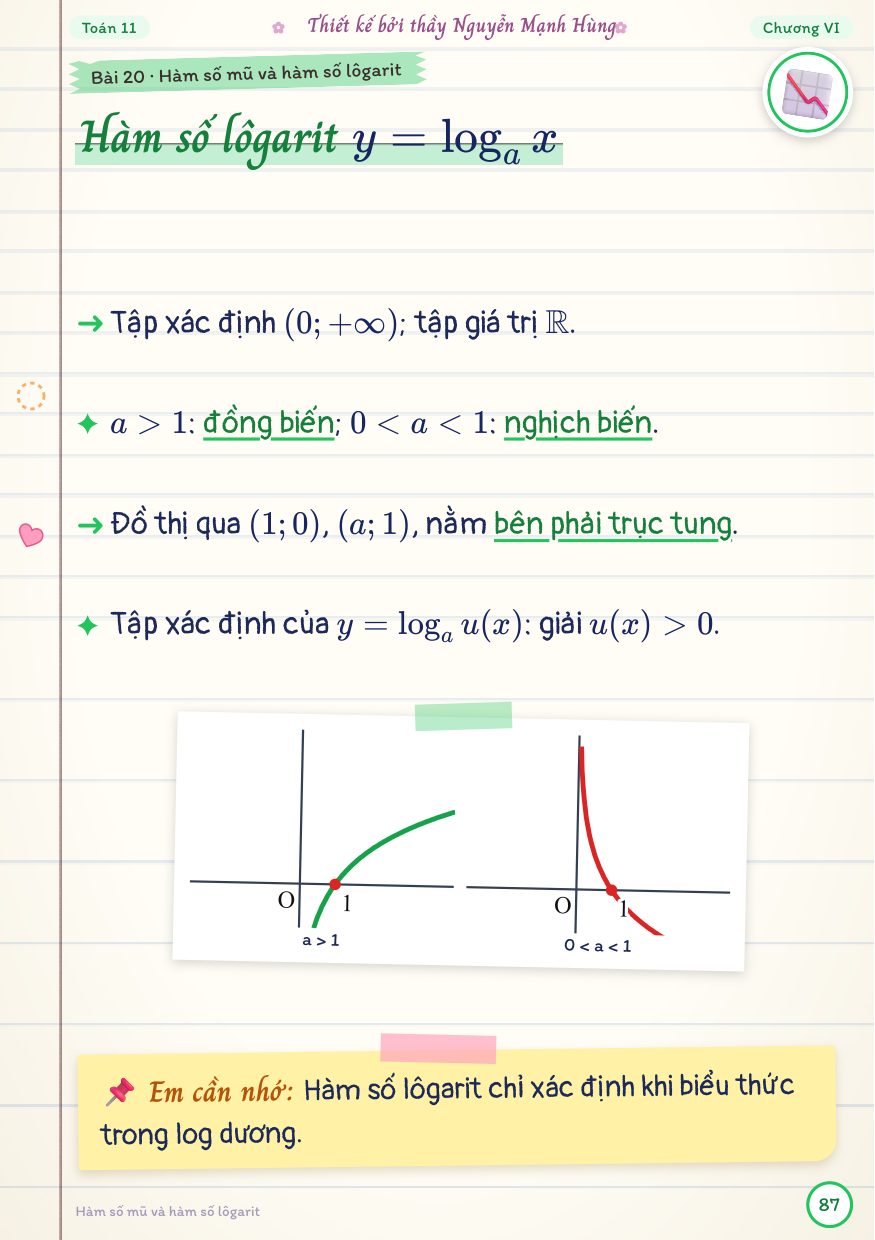 Toán 11
Thiết kế bởi thầy Nguyễn Mạnh Hùng
Chương VI
Bài 20 · Hàm số mũ và hàm số lôgarit
Hàm số lôgarit y = logₐ x
→ Tập xác định (0; +∞); tập giá trị ℝ.
✦ a > 1: đồng biến; 0 < a < 1: nghịch biến.
→ Đồ thị qua (1; 0), (a; 1), nằm bên phải trục tung.
✦ Tập xác định của y = logₐ u(x): giải u(x) > 0.
O 1
a > 1
O 1
0 < a < 1
📌 Em cần nhớ: Hàm số lôgarit chỉ xác định khi biểu thức
trong log dương.
Hàm số mũ và hàm số lôgarit
87